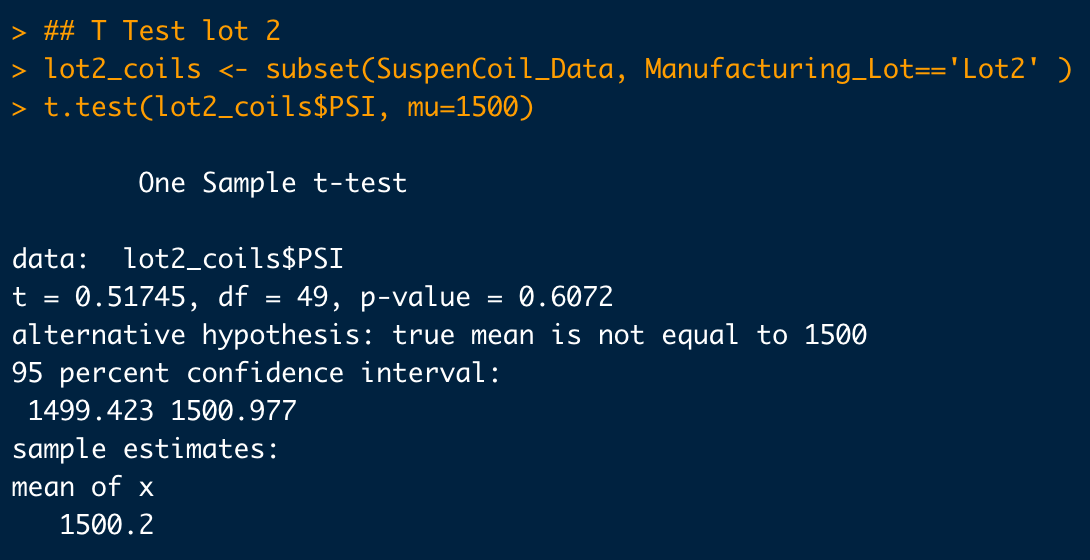 > ## T Test lot 2
> lot2_coils <- subset(SuspenCoil_Data, Manufacturing_Lot=='Lot2' )
> t.test(lot2_coils$PSI, mu=1500)
One Sample t-test
data:  lot2_coils$PSI
t = 0.51745, df = 49, p-value = 0.6072
alternative hypothesis: true mean is not equal to 1500
95 percent confidence interval:
1499.423 1500.977
sample estimates:
mean of x
1500.2